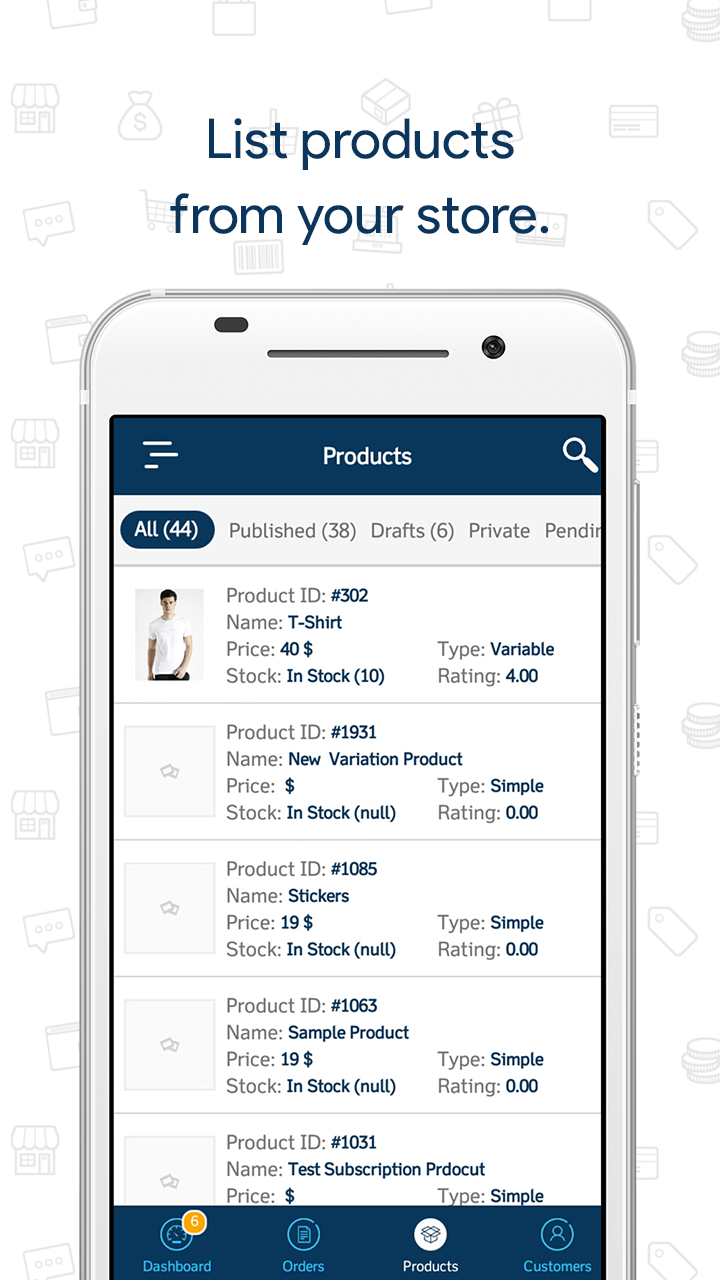 List products
from your store.
Products
All (44) Published (38) Drafts (6) Private Pendin
Product ID: #302
Name: T-Shirt
Price: 40 $ Type: Variable
Stock: In Stock (10) Rating: 4.00
Product ID: #1931
Name: New  Variation Product
Price:  $ Type: Simple
Stock: In Stock (null) Rating: 0.00
Product ID: #1085
Name: Stickers
Price: 19 $ Type: Simple
Stock: In Stock (null) Rating: 0.00
Product ID: #1063
Name: Sample Product
Price: 19 $ Type: Simple
Stock: In Stock (null) Rating: 0.00
Product ID: #1031
Name: Test Subscription Prdocut
Price:  $ Type: Simple
6
Dashboard Orders Products Customers